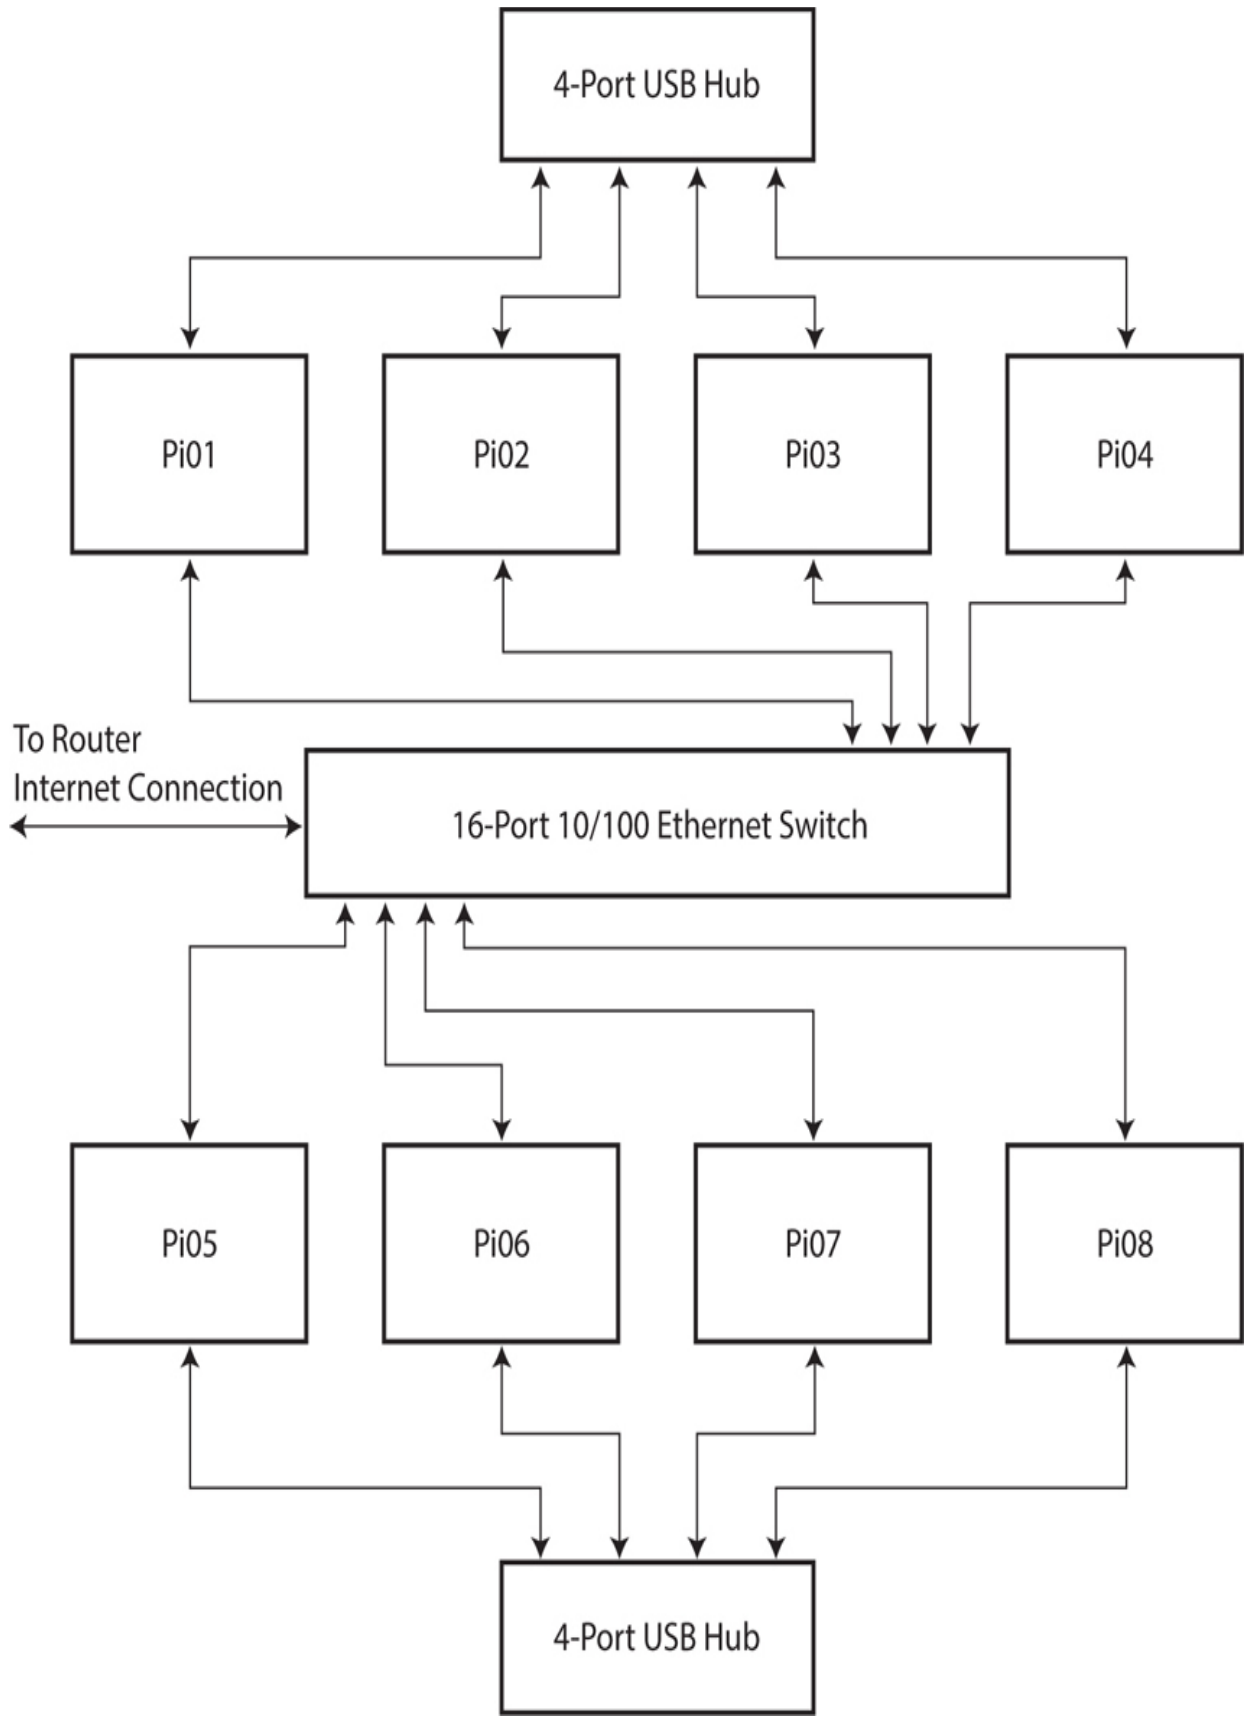 4-Port USB Hub
Pi01
Pi02
Pi03
Pi04
To Router
Internet Connection
16-Port 10/100 Ethernet Switch
Pi05
Pi06
Pi07
Pi08
4-Port USB Hub